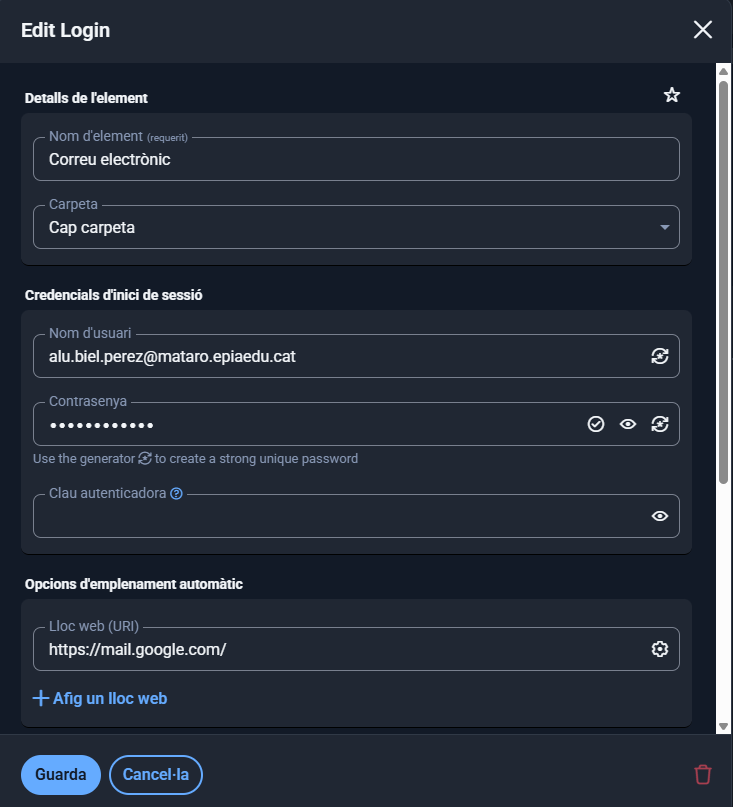 Edit Login
Detalls de l'element
Nom d'element (requerit)
Correu electrònic
Carpeta
Cap carpeta
Credencials d'inici de sessió
Nom d'usuari
alu.biel.perez@mataro.epiaedu.cat
Contrasenya
••••••••••••
Use the generator to create a strong unique password
Clau autenticadora
Opcions d'emplenament automàtic
Lloc web (URI)
https://mail.google.com/
Afig un lloc web
Guarda
Cancel·la